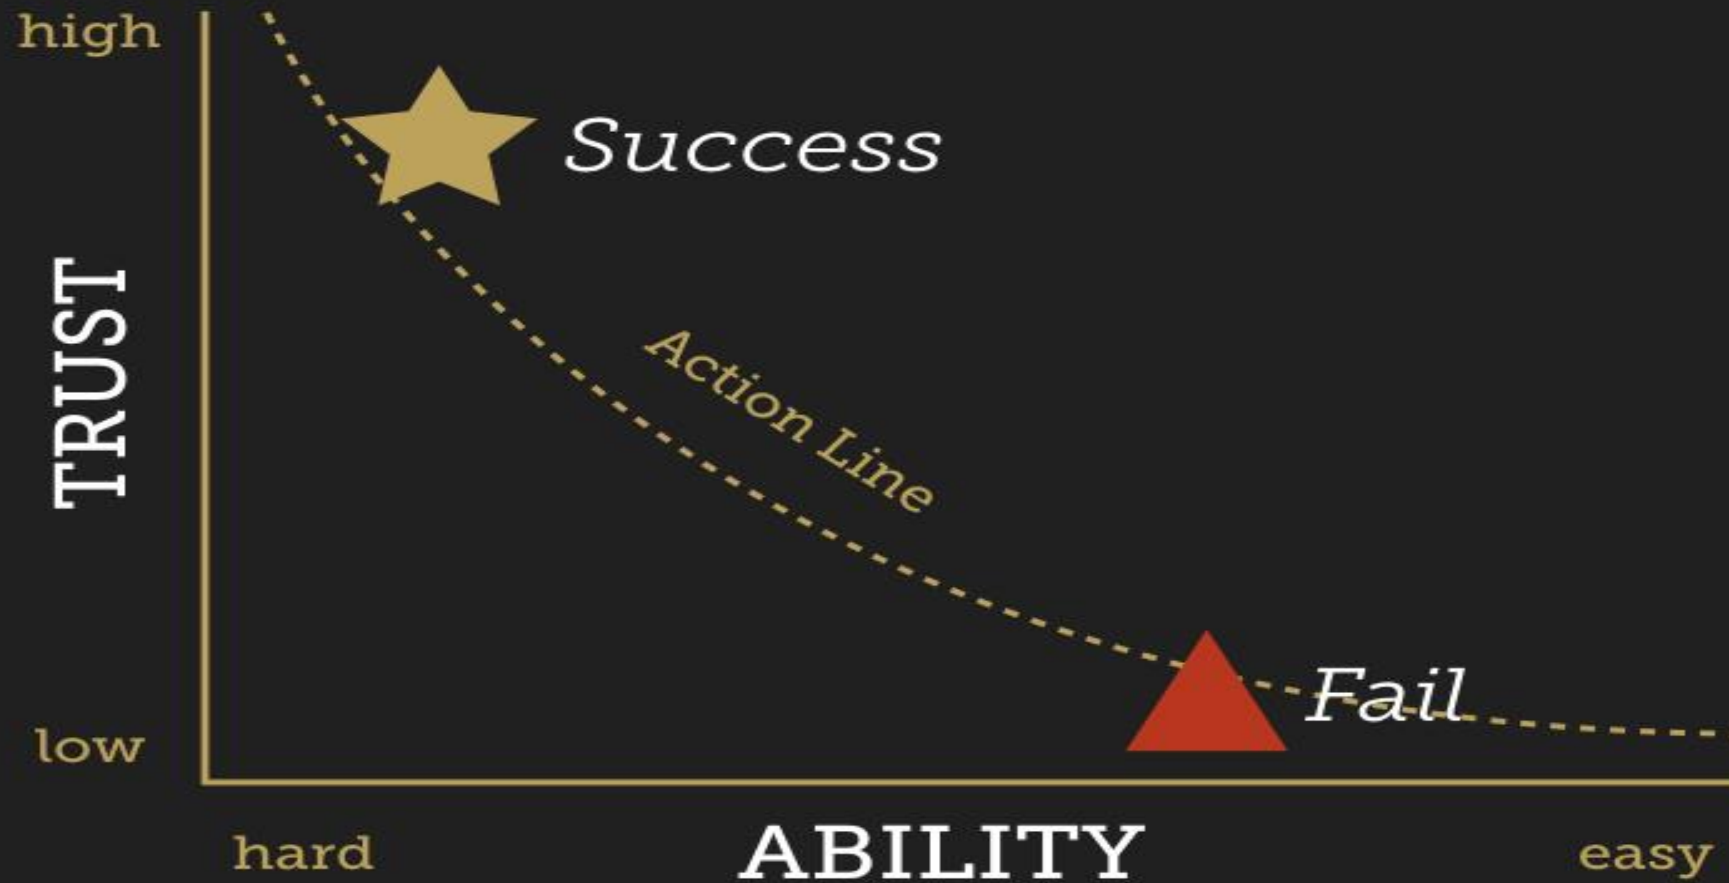 high
Success
TRUST
Action Line
Fail
low
hard
ABILITY
easy